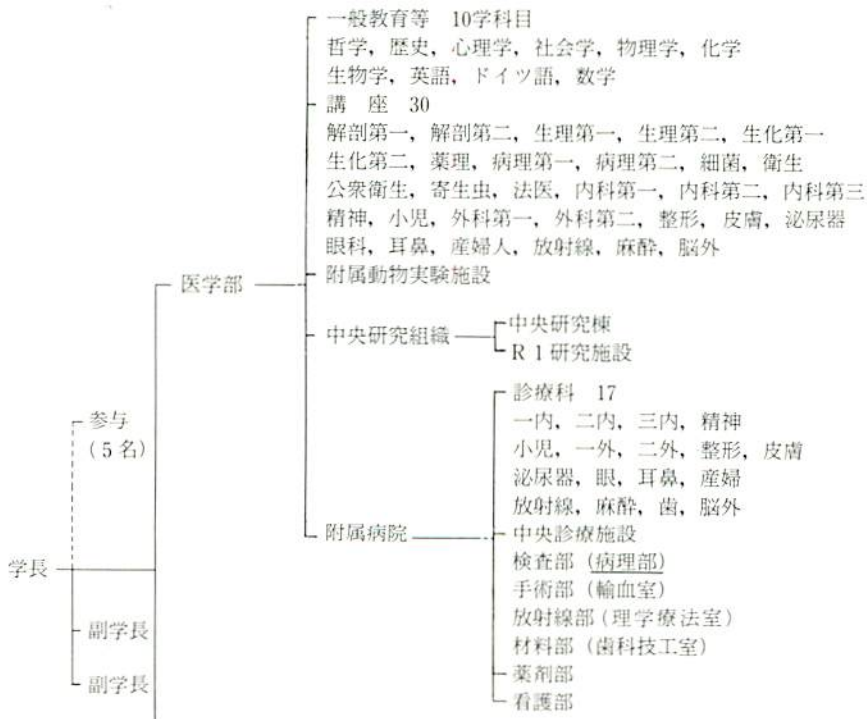 一般教育等 10学科目
哲学, 歴史, 心理学, 社会学, 物理学, 化学
生物学, 英語, ドイツ語, 数学
講 座 30
解剖第一, 解剖第二, 生理第一, 生理第二, 生化第一
生化第二, 薬理, 病理第一, 病理第二, 細菌, 衛生
公衆衛生, 寄生虫, 法医, 内科第一, 内科第二, 内科第三
精神, 小児, 外科第一, 外科第二, 整形, 皮膚, 泌尿器
眼科, 耳鼻, 産婦人, 放射線, 麻酔, 脳外
医学部
附属動物実験施設
中央研究組織
中央研究棟
R 1 研究施設
診療科 17
一内, 二内, 三内, 精神
小児, 一外, 二外, 整形, 皮膚
泌尿器, 眼, 耳鼻, 産婦
放射線, 麻酔, 歯, 脳外
附属病院
中央診療施設
検査部 (病理部)
手術部 (輸血室)
放射線部 (理学療法室)
材料部 (歯科技工室)
薬剤部
看護部
参与
(5名)
学長
副学長
副学長